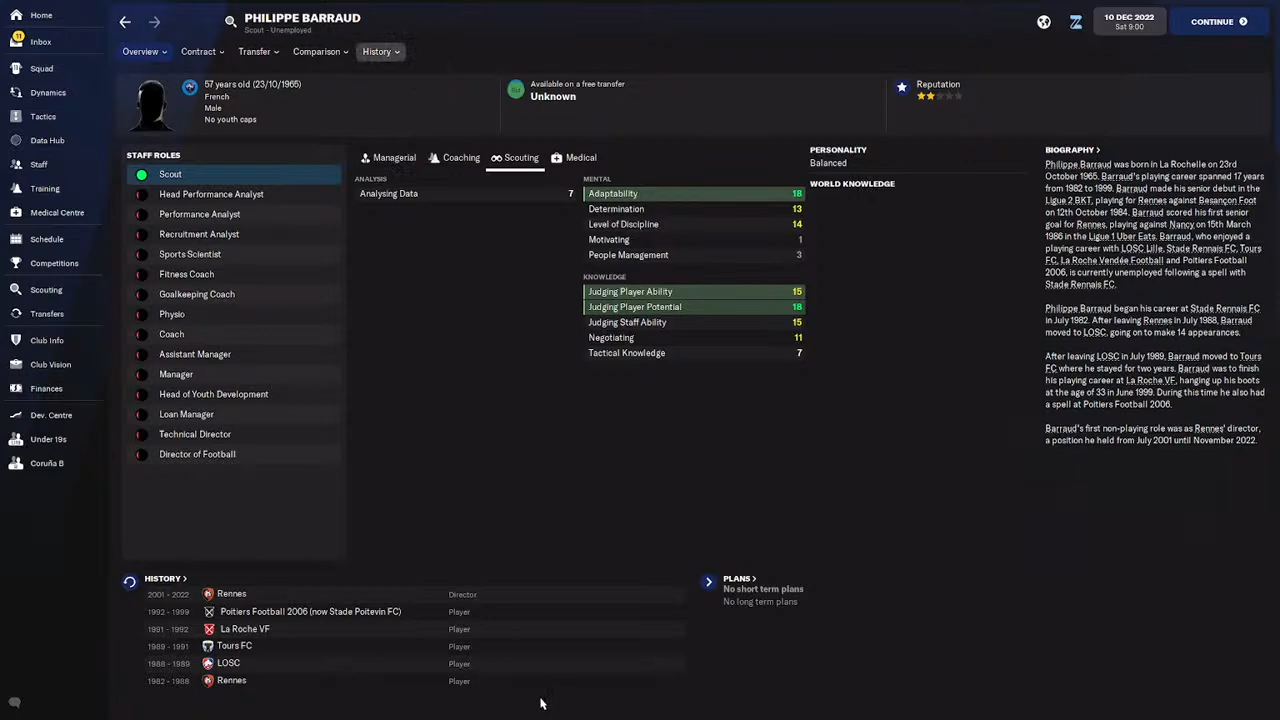 Home
11
Inbox
Squad
Dynamics
Tactics
Data Hub
Staff
Training
Medical Centre
Schedule
Competitions
Scouting
Transfers
Club Info
Club Vision
Finances
Dev. Centre
Under 19s
Coruña B
PHILIPPE BARRAUD
Scout - Unemployed
10 DEC 2022
Sat 9:00
CONTINUE
Overview
Contract
Transfer
Comparison
History
57 years old (23/10/1965)
French
Male
No youth caps
Available on a free transfer
Unknown
Reputation
STAFF ROLES
Scout
Head Performance Analyst
Performance Analyst
Recruitment Analyst
Sports Scientist
Fitness Coach
Goalkeeping Coach
Physio
Coach
Assistant Manager
Manager
Head of Youth Development
Loan Manager
Technical Director
Director of Football
Managerial
Coaching
Scouting
Medical
ANALYSIS
Analysing Data 7
MENTAL
Adaptability 18
Determination 13
Level of Discipline 14
Motivating 1
People Management 3
KNOWLEDGE
Judging Player Ability 15
Judging Player Potential 18
Judging Staff Ability 15
Negotiating 11
Tactical Knowledge 7
PERSONALITY
Balanced
WORLD KNOWLEDGE
BIOGRAPHY >
Philippe Barraud was born in La Rochelle on 23rd
October 1965. Barraud's playing career spanned 17 years
from 1982 to 1999. Barraud made his senior debut in the
Ligue 2 BKT, playing for Rennes against Besançon Foot
on 12th October 1984. Barraud scored his first senior
goal for Rennes, playing against Nancy on 15th March
1986 in the Ligue 1 Uber Eats. Barraud, who enjoyed a
playing career with LOSC Lille, Stade Rennais FC, Tours
FC, La Roche Vendée Football and Poitiers Football
2006, is currently unemployed following a spell with
Stade Rennais FC.
Philippe Barraud began his career at Stade Rennais FC
in July 1982. After leaving Rennes in July 1988, Barraud
moved to LOSC, going on to make 14 appearances.
After leaving LOSC in July 1989, Barraud moved to Tours
FC where he stayed for two years. Barraud was to finish
his playing career at La Roche VF, hanging up his boots
at the age of 33 in June 1999. During this time he also had
a spell at Poitiers Football 2006.
Barraud's first non-playing role was as Rennes' director,
a position he held from July 2001 until November 2022.
HISTORY >
2001 - 2022 Rennes Director
1992 - 1999 Poitiers Football 2006 (now Stade Poitevin FC) Player
1991 - 1992 La Roche VF Player
1989 - 1991 Tours FC Player
1988 - 1989 LOSC Player
1982 - 1988 Rennes Player
PLANS >
No short term plans
No long term plans